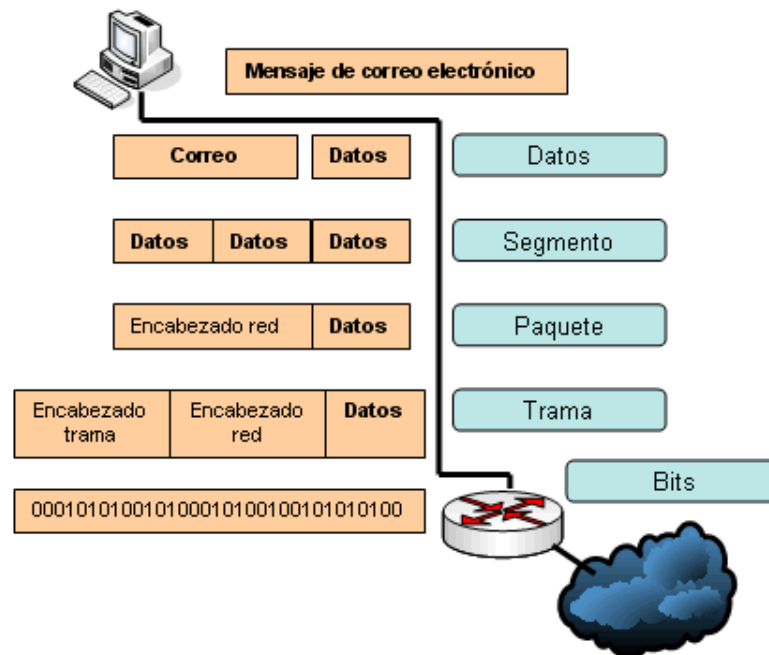 Mensaje de correo electrónico
Correo Datos Datos
Datos Datos Datos Segmento
Encabezado red Datos Paquete
Encabezado trama Encabezado red Datos Trama
Bits
00010101001010001010010010101010100